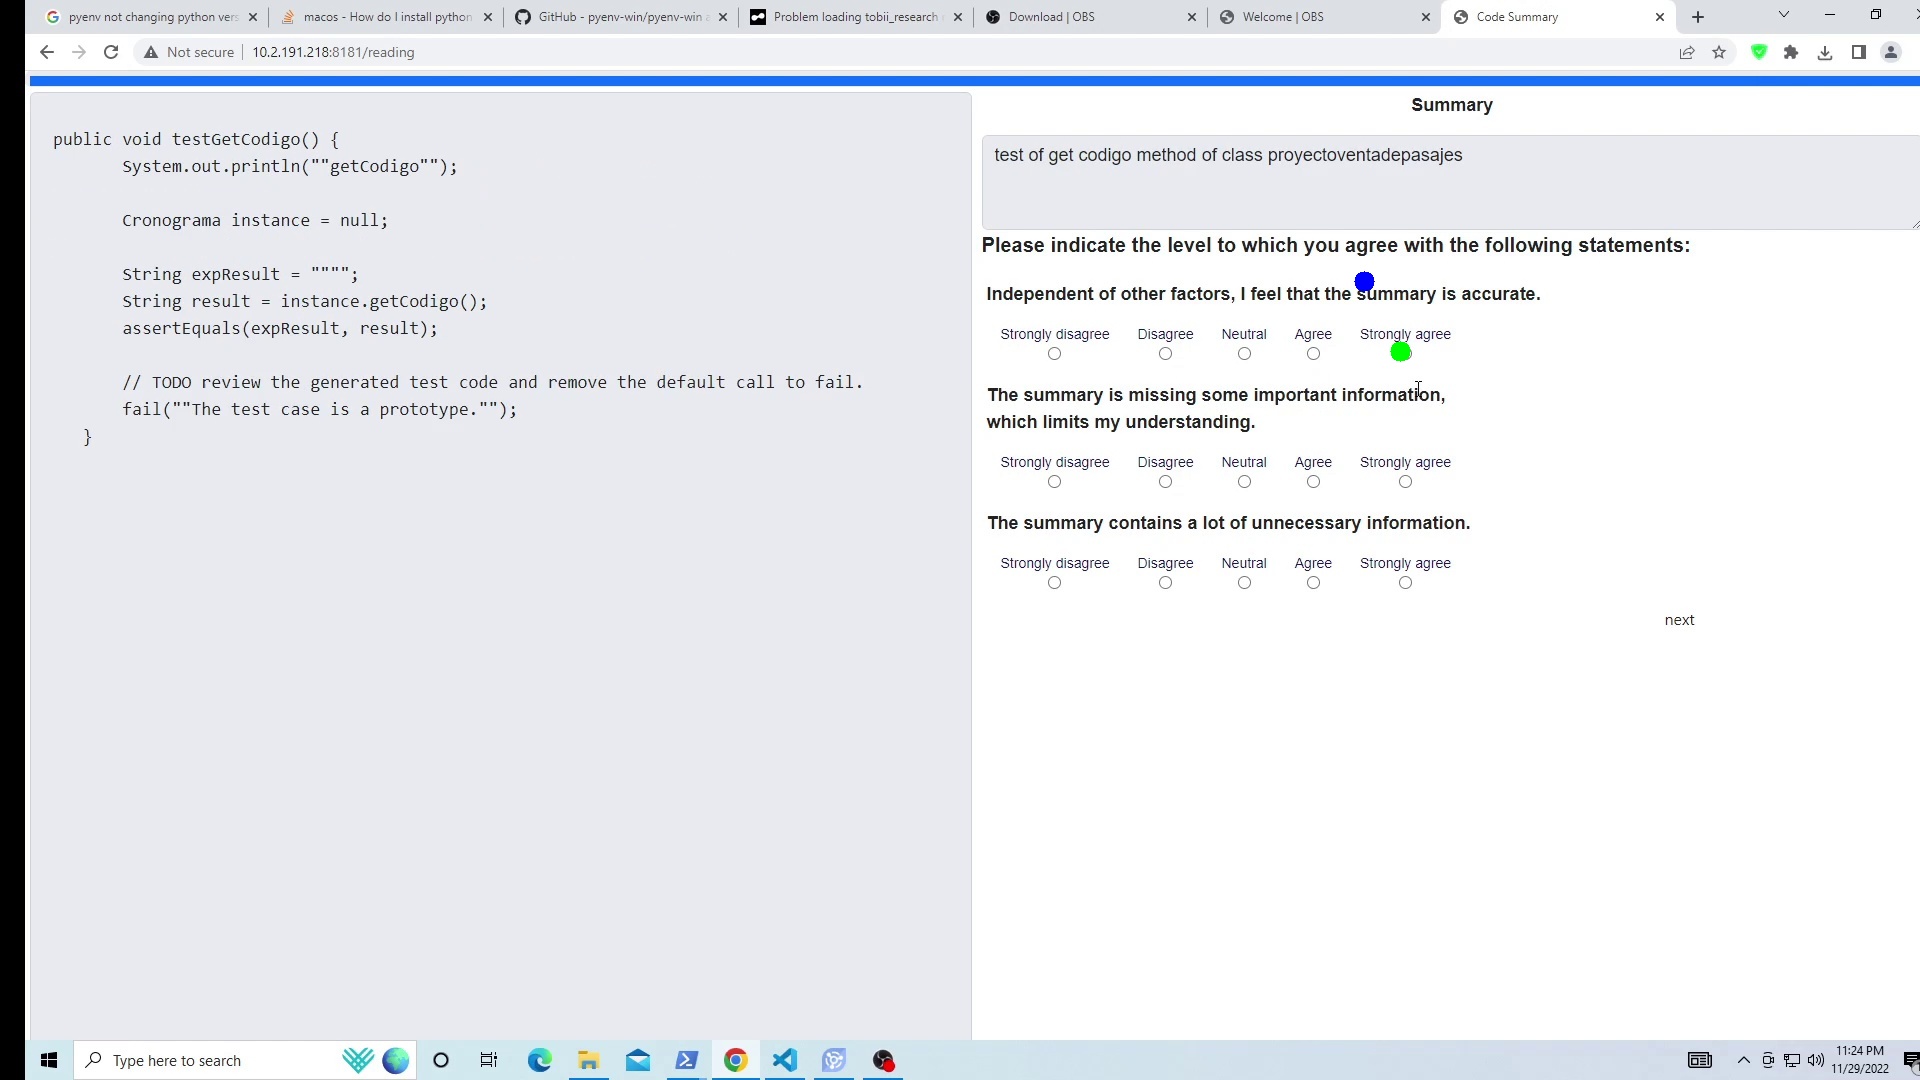 pyenv not changing python vers
macos - How do I install python
GitHub - pyenv-win/pyenv-win
Problem loading tobii_research
Download | OBS
Welcome | OBS
Code Summary
Not secure
10.2.191.218:8181/reading
public void testGetCodigo() {
System.out.println(""getCodigo"");
Cronograma instance = null;
String expResult = """";
String result = instance.getCodigo();
assertEquals(expResult, result);
// TODO review the generated test code and remove the default call to fail.
fail(""The test case is a prototype."");
}
Summary
test of get codigo method of class proyectoventadepasajes
Please indicate the level to which you agree with the following statements:
Independent of other factors, I feel that the summary is accurate.
Strongly disagree Disagree Neutral Agree Strongly agree
The summary is missing some important information,
which limits my understanding.
Strongly disagree Disagree Neutral Agree Strongly agree
The summary contains a lot of unnecessary information.
Strongly disagree Disagree Neutral Agree Strongly agree
next
Type here to search
11:24 PM
11/29/2022